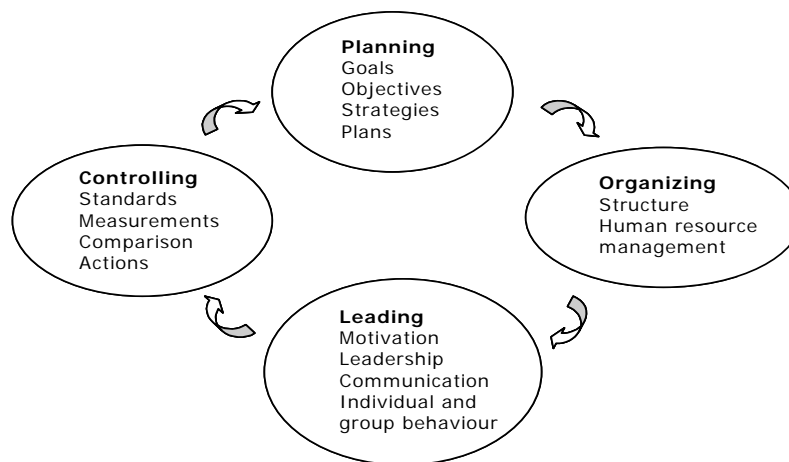 Planning
Goals
Objectives
Strategies
Plans
Organizing
Structure
Human resource
management
Leading
Motivation
Leadership
Communication
Individual and
group behaviour
Controlling
Standards
Measurements
Comparison
Actions